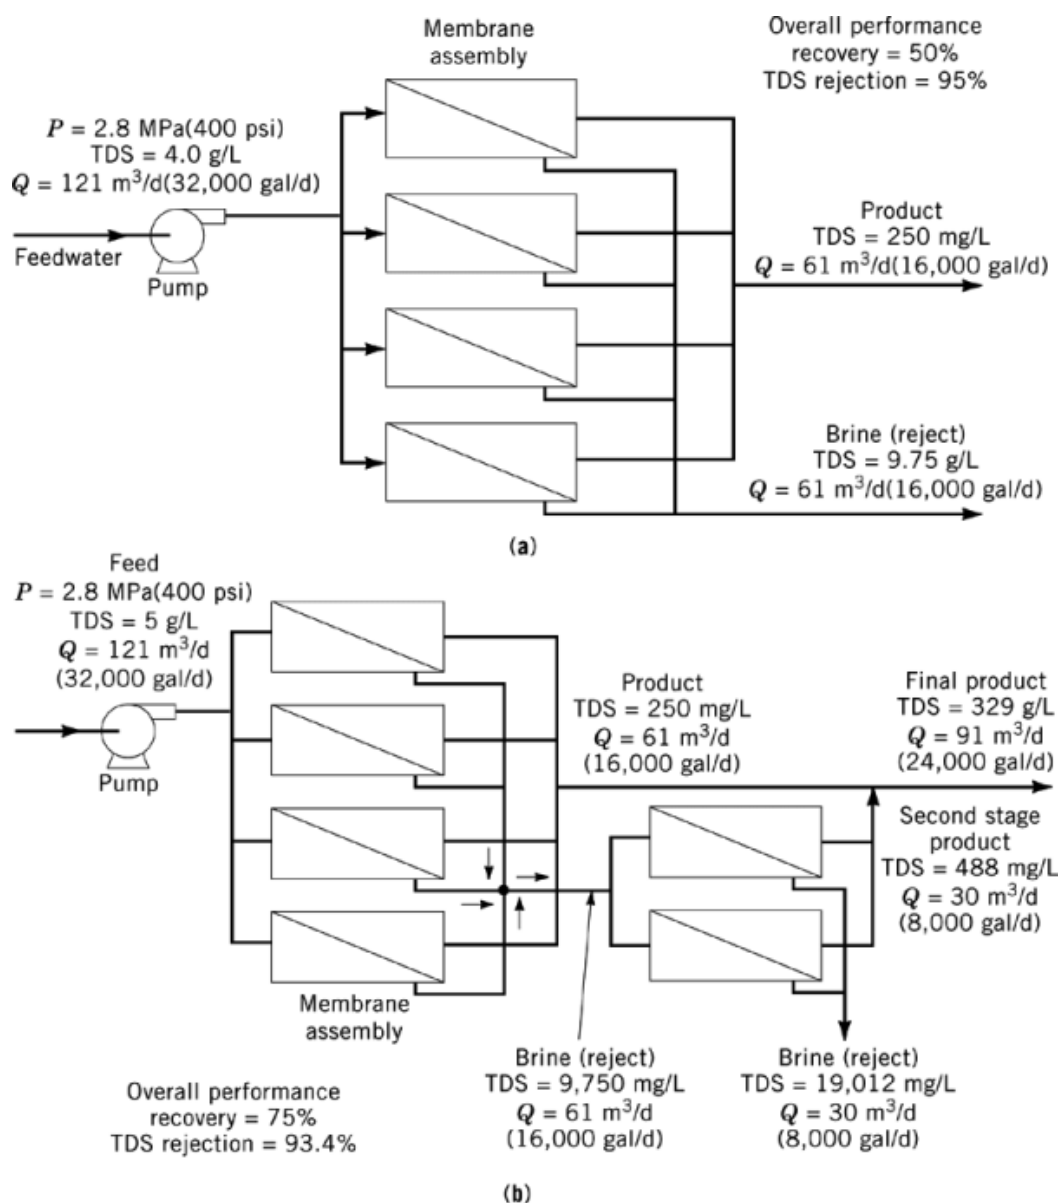 Membrane
assembly
Overall performance
recovery = 50%
TDS rejection = 95%
P = 2.8 MPa(400 psi)
TDS = 4.0 g/L
Q = 121 m³/d(32,000 gal/d)
Feedwater
Pump
Product
TDS = 250 mg/L
Q = 61 m³/d(16,000 gal/d)
Brine (reject)
TDS = 9.75 g/L
Q = 61 m³/d(16,000 gal/d)
(a)
Feed
P = 2.8 MPa(400 psi)
TDS = 5 g/L
Q = 121 m³/d
(32,000 gal/d)
Pump
Membrane
assembly
Product
TDS = 250 mg/L
Q = 61 m³/d
(16,000 gal/d)
Final product
TDS = 329 g/L
Q = 91 m³/d
(24,000 gal/d)
Second stage
product
TDS = 488 mg/L
Q = 30 m³/d
(8,000 gal/d)
Overall performance
recovery = 75%
TDS rejection = 93.4%
Brine (reject)
TDS = 9,750 mg/L
Q = 61 m³/d
(16,000 gal/d)
Brine (reject)
TDS = 19,012 mg/L
Q = 30 m³/d
(8,000 gal/d)
(b)